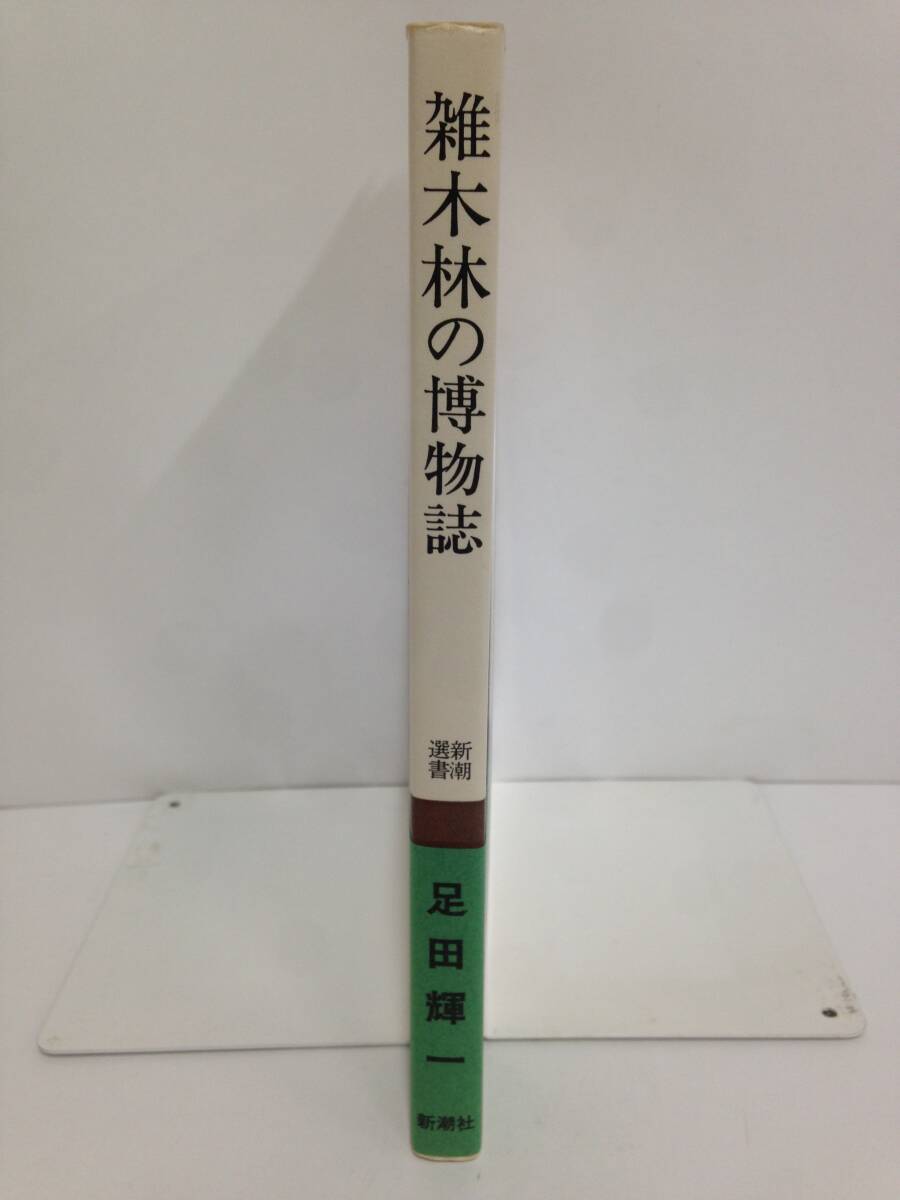 雑木林の博物誌
新潮
選書
足田輝一
新潮社